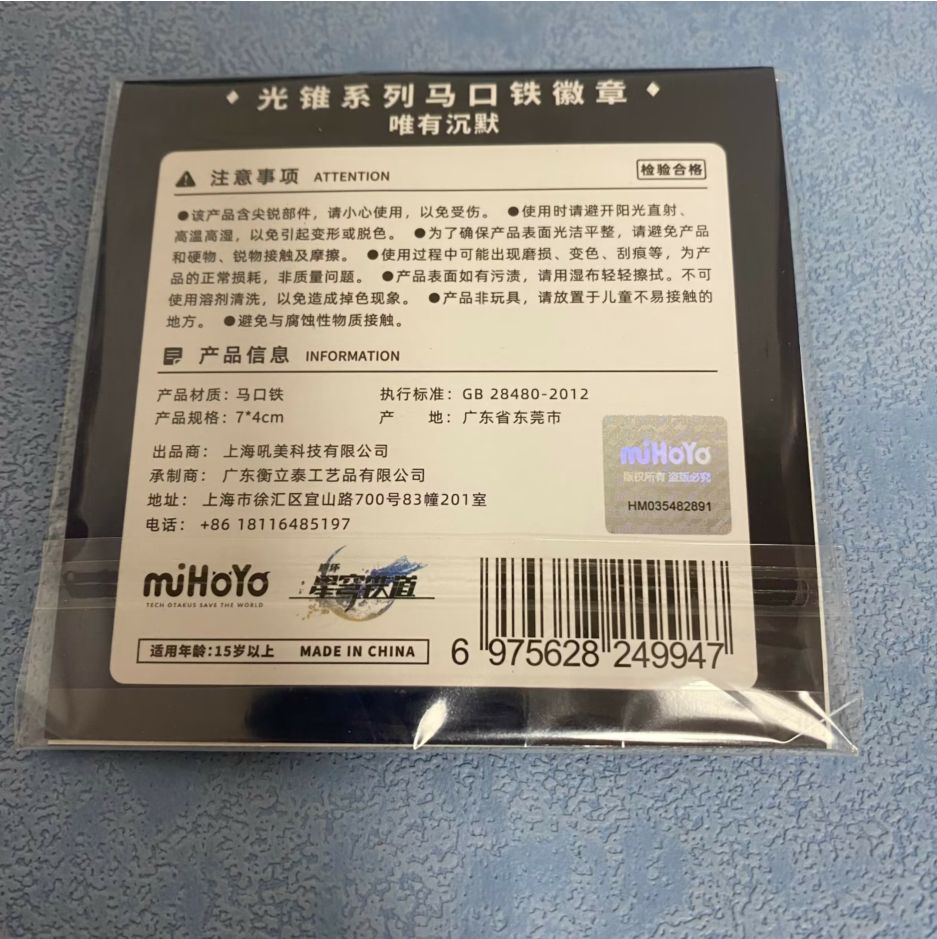 光锥系列马口铁徽章
唯有沉默
注意事项 ATTENTION
检验合格
●该产品含尖锐部件，请小心使用，以免受伤。 ●使用时请避开阳光直射、
高温高湿，以免引起变形或脱色。 ●为了确保产品表面光洁平整，请避免产品
和硬物、锐物接触及摩擦。 ●使用过程中可能出现磨损、变色、刮痕等，为产
品的正常损耗，非质量问题。 ●产品表面如有污渍，请用湿布轻轻擦拭。不可
使用溶剂清洗，以免造成掉色现象。 ●产品非玩具，请放置于儿童不易接触的
地方。 ●避免与腐蚀性物质接触。
产品信息 INFORMATION
产品材质：马口铁 执行标准：GB 28480-2012
产品规格：7*4cm 产 地：广东省东莞市
出品商： 上海吼美科技有限公司
承制商： 广东衡立泰工艺品有限公司
地址： 上海市徐汇区宜山路700号83幢201室
电话： +86 18116485197
miHoYo
版权所有 盗版必究
HM035482891
miHoYo
TECH OTAKUS SAVE THE WORLD
崩坏
星穹铁道
适用年龄:15岁以上 MADE IN CHINA
6 975628 249947